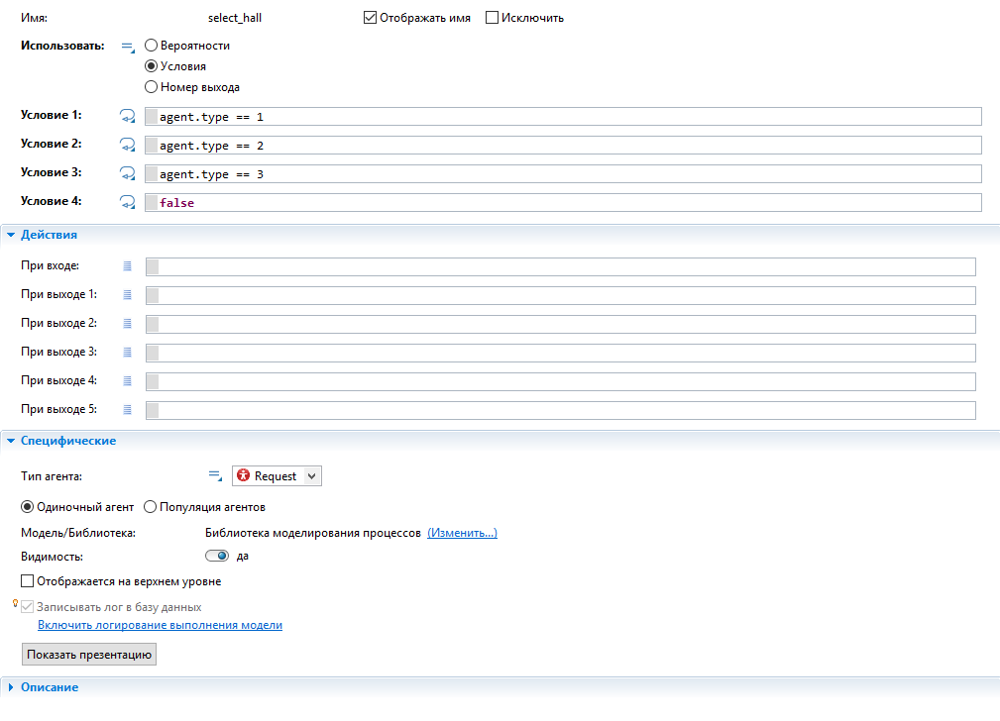 Имя: select_hall Отображать имя Исключить
Использовать: Вероятности
Условия
Номер выхода
Условие 1: agent.type == 1
Условие 2: agent.type == 2
Условие 3: agent.type == 3
Условие 4: false
Действия
При входе:
При выходе 1:
При выходе 2:
При выходе 3:
При выходе 4:
При выходе 5:
Специфические
Тип агента: Request
Одиночный агент Популяция агентов
Модель/Библиотека: Библиотека моделирования процессов (Изменить...)
Видимость: да
Отображается на верхнем уровне
Записывать лог в базу данных
Включить логирование выполнения модели
Показать презентацию
Описание